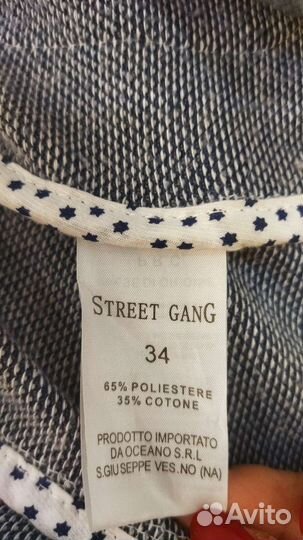 STREET GANG
34
65% POLIESTERE
35% COTONE
PRODOTTO IMPORTATO
DA OCEANO S.R.L
S.GIUSEPPE VES.NO (NA)
Avito